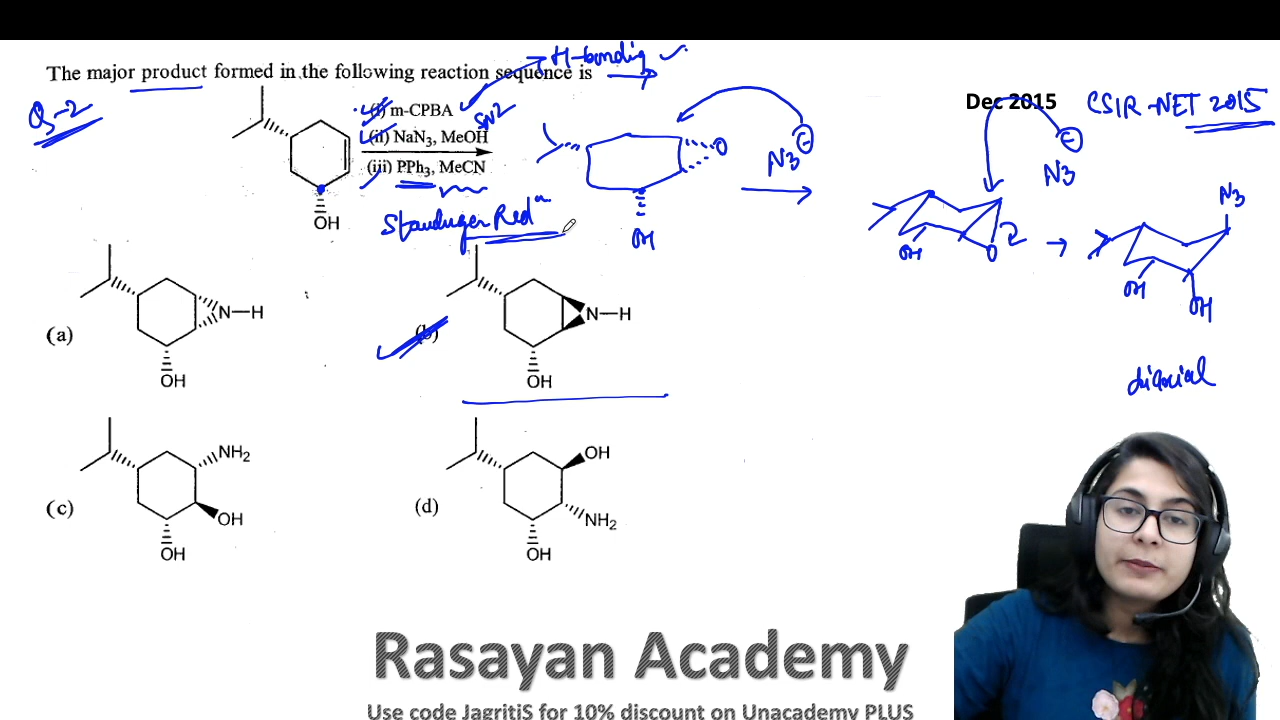 H-bonding
The major product formed in the following reaction sequence is
Dec 2015 CSIR-NET 2015
Q-2
(i) m-CPBA
SN2
(ii) NaN3, MeOH
(iii) PPh3, MeCN
OH
O
N3
OH
N3
N3
OH
O
OH
OH
Red
(a)
N—H
OH
(b)
N—H
OH
diaxial
(c)
NH2
OH
OH
(d)
OH
NH2
OH
Rasayan Academy
Use code JagritiS for 10% discount on Unacademy PLUS